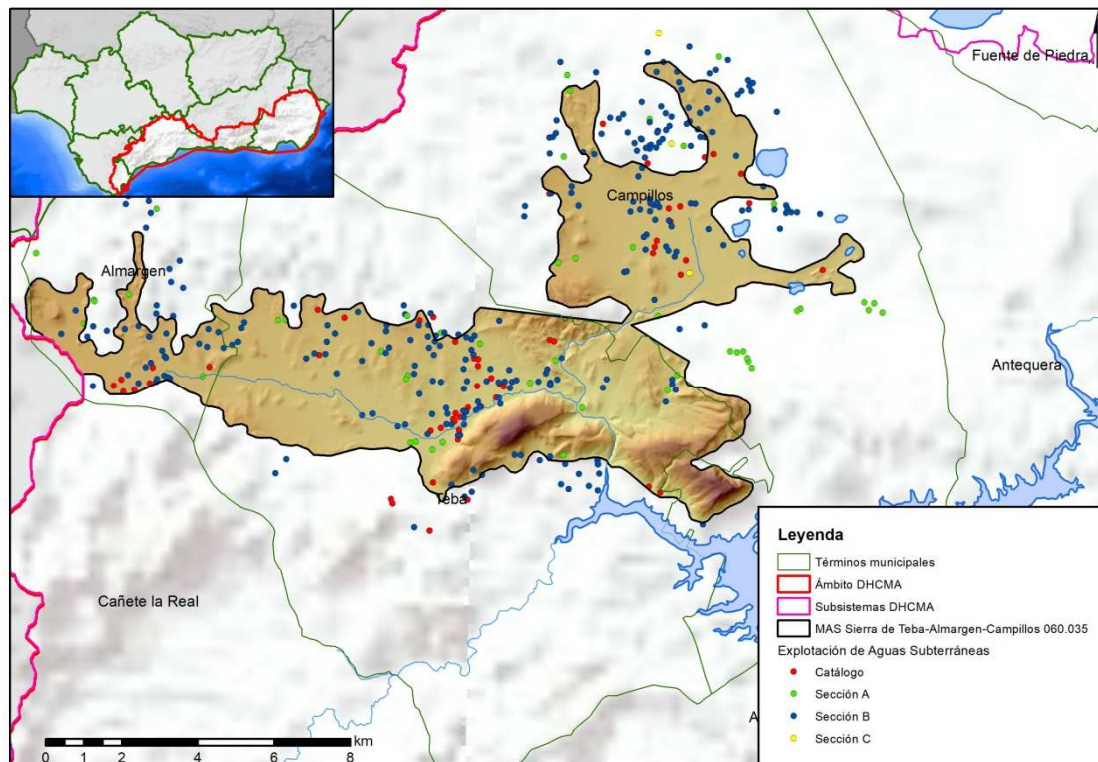 Fuente de Piedra
Campillos
Almargen
Antequera
Teba
Cañete la Real
A
km
0 1 2 4 6 8
Leyenda
Términos municipales
Ámbito DHCMA
Subsistemas DHCMA
MAS Sierra de Teba-Almargen-Campillos 060.035
Explotación de Aguas Subterráneas
Catálogo
Sección A
Sección B
Sección C